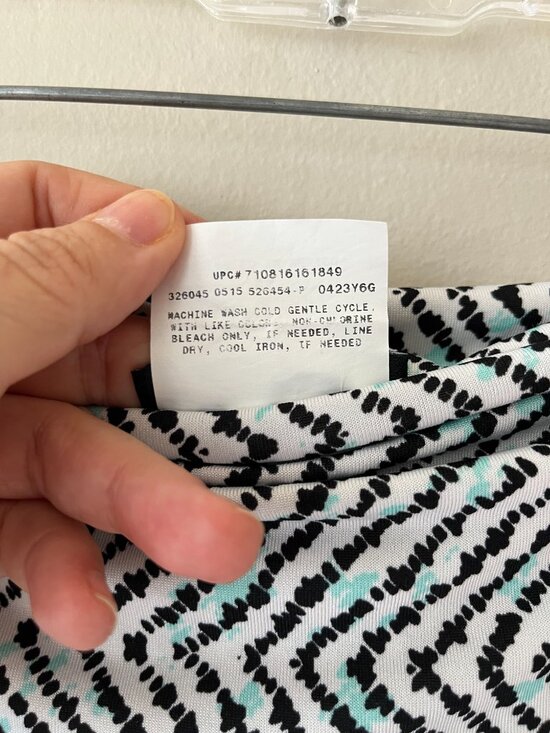 UPC# 710816161849
326045 0515 526454-P 0423Y6G
MACHINE WASH COLD GENTLE CYCLE.
WITH LIKE COLORS. NON-CHLORINE
BLEACH ONLY, IF NEEDED, LINE
DRY, COOL IRON, IF NEEDED